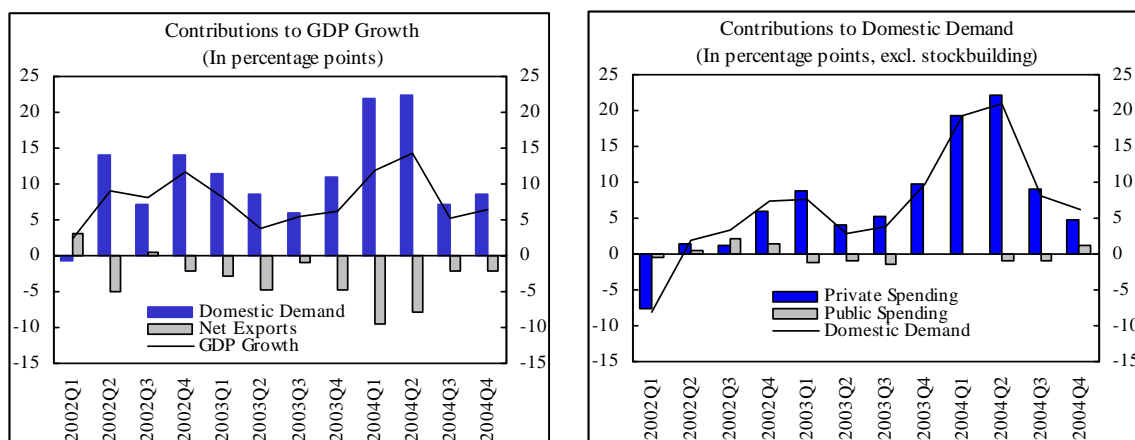 Contributions to GDP Growth
(In percentage points)
25 25
20 20
15 15
10 10
5 5
0 0
-5 -5
-10 -10
-15 -15
Domestic Demand
Net Exports
GDP Growth
2002Q1
2002Q2
2002Q3
2002Q4
2003Q1
2003Q2
2003Q3
2003Q4
2004Q1
2004Q2
2004Q3
2004Q4
Contributions to Domestic Demand
(In percentage points, excl. stockbuilding)
25 25
20 20
15 15
10 10
5 5
0 0
-5 -5
-10 -10
-15 -15
Private Spending
Public Spending
Domestic Demand
2002Q1
2002Q2
2002Q3
2002Q4
2003Q1
2003Q2
2003Q3
2003Q4
2004Q1
2004Q2
2004Q3
2004Q4